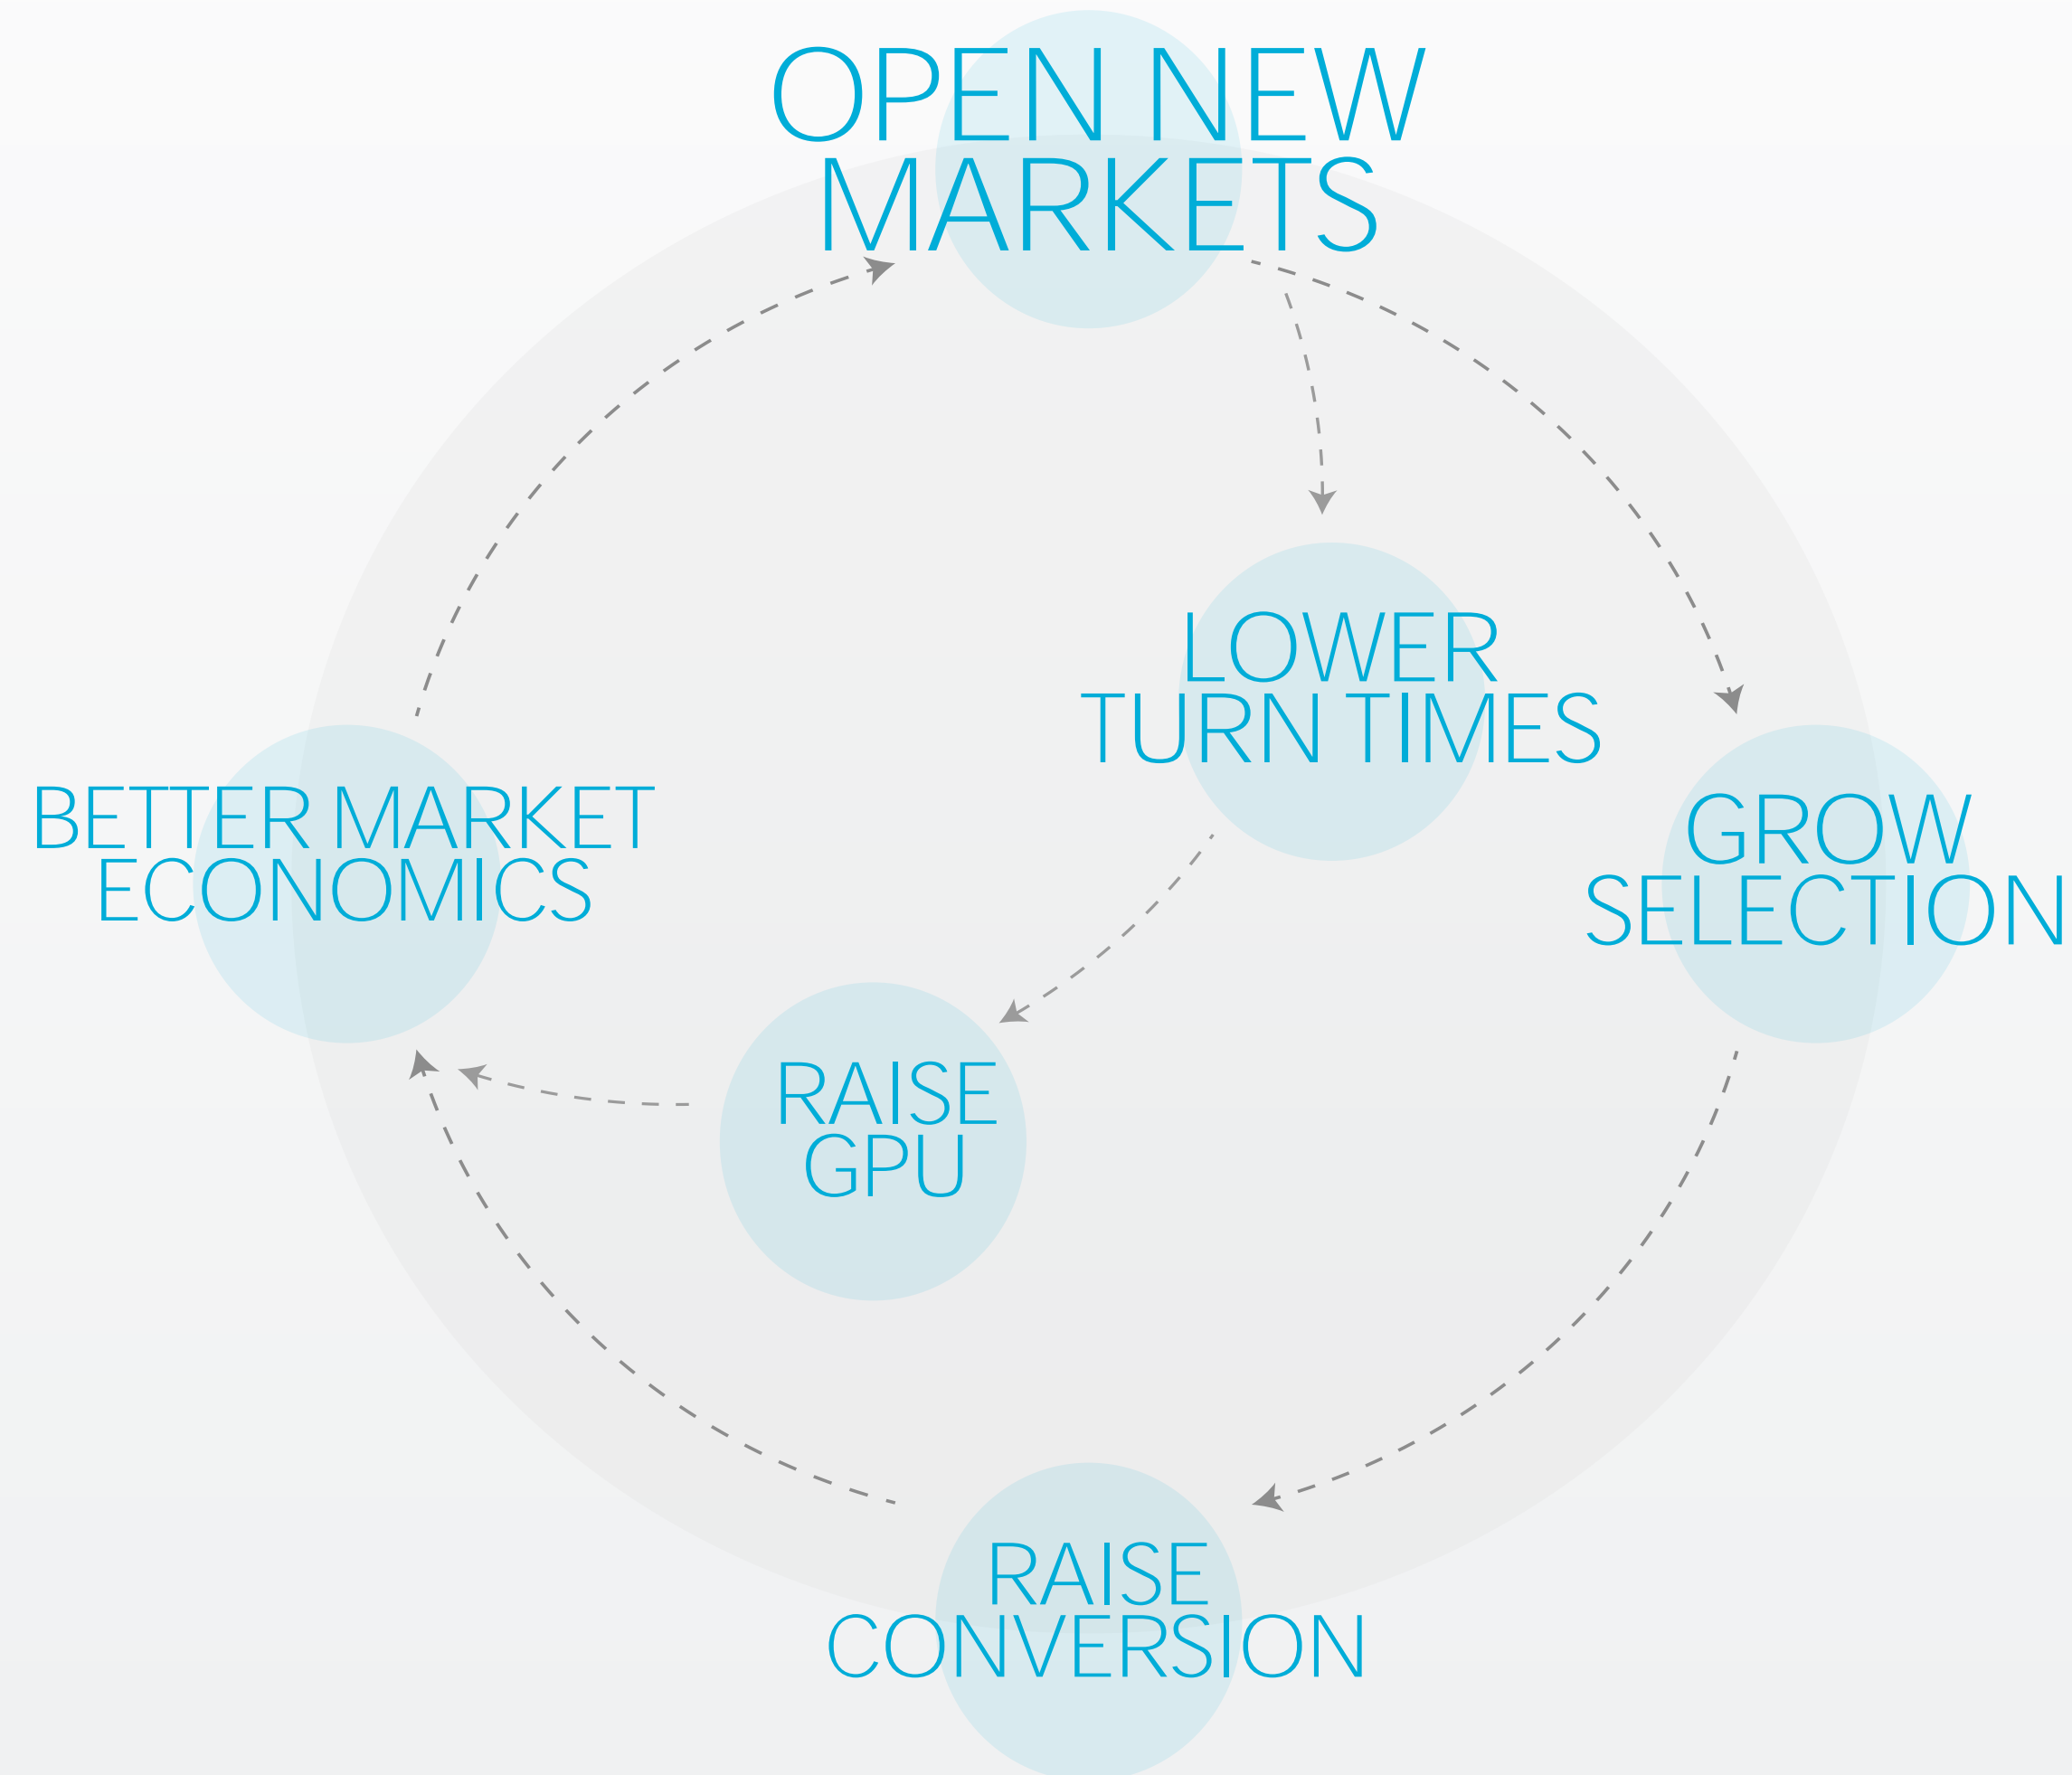 OPEN NEW
MARKETS
LOWER
TURN TIMES
GROW
SELECTION
BETTER MARKET
ECONOMICS
RAISE
GPU
RAISE
CONVERSION